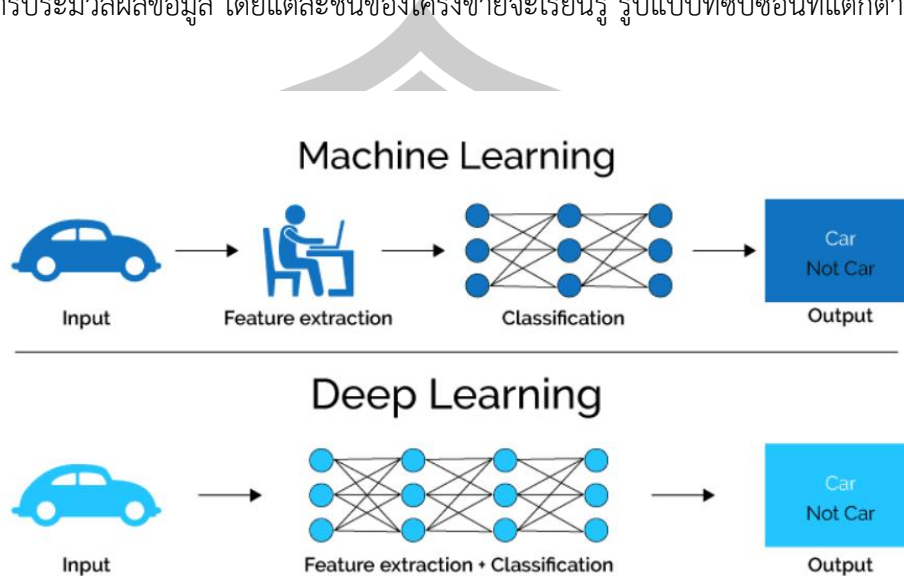 ารประมวลผลข้อมูล โดยแต่ละชั้นของโครงข่ายจะเรียนรู้ รูปแบบที่ซับซ้อนที่แตกต่า
Machine Learning
Car
Not Car
Input
Feature extraction
Classification
Output
Deep Learning
Car
Not Car
Input
Feature extraction + Classification
Output